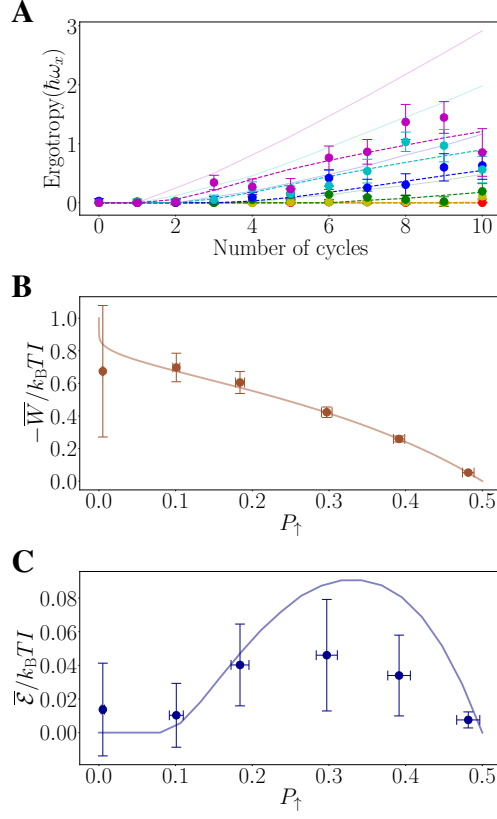 A
Ergotropy(ℏω_x)
3
2
1
0
0 2 4 6 8 10
Number of cycles
B
−W̅/k_BTI
1.0
0.8
0.6
0.4
0.2
0.0
0.0 0.1 0.2 0.3 0.4 0.5
P_↑
C
ℰ̅/k_BTI
0.08
0.06
0.04
0.02
0.00
0.0 0.1 0.2 0.3 0.4 0.5
P_↑